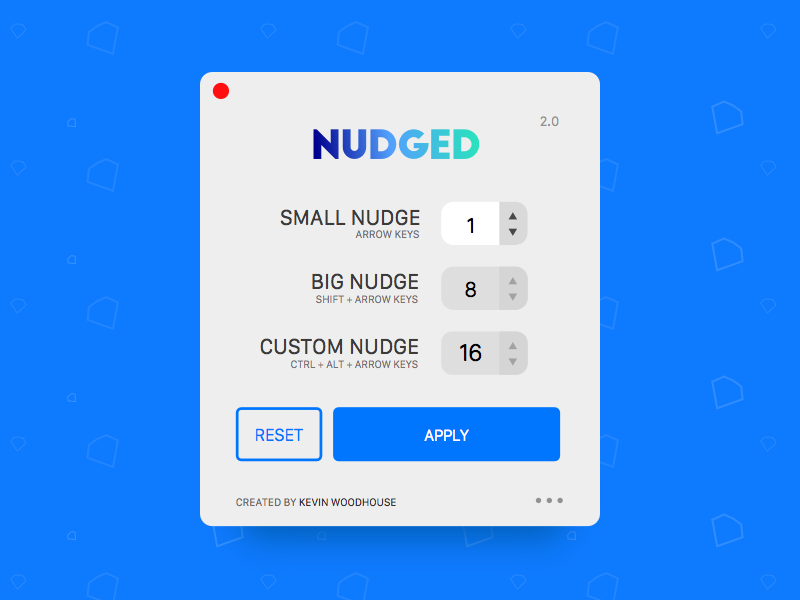 2.0
NUDGED
SMALL NUDGE
ARROW KEYS
1
BIG NUDGE
SHIFT + ARROW KEYS
8
CUSTOM NUDGE
CTRL + ALT + ARROW KEYS
16
RESET
APPLY
CREATED BY KEVIN WOODHOUSE